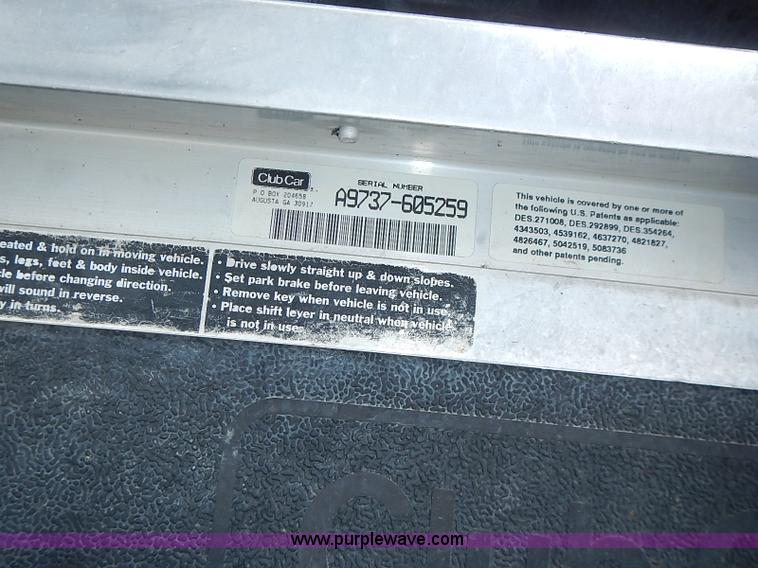 Club Car
P O BOX 204658
AUGUSTA GA 30917
SERIAL NUMBER
A9737-605259
This vehicle is covered by one or more of
the following U.S. Patents as applicable:
DES.271008, DES.292899, DES.354264,
4343503, 4539162, 4637270, 4821827,
4826467, 5042519, 5083736
and other patents pending.
eated & hold on in moving vehicle.
s, legs, feet & body inside vehicle.
cle before changing direction.
will sound in reverse.
y in turns.
Drive slowly straight up & down slopes.
• Set park brake before leaving vehicle.
• Remove key when vehicle is not in use.
• Place shift lever in neutral when vehicle
is not in use.
Club
www.purplewave.com